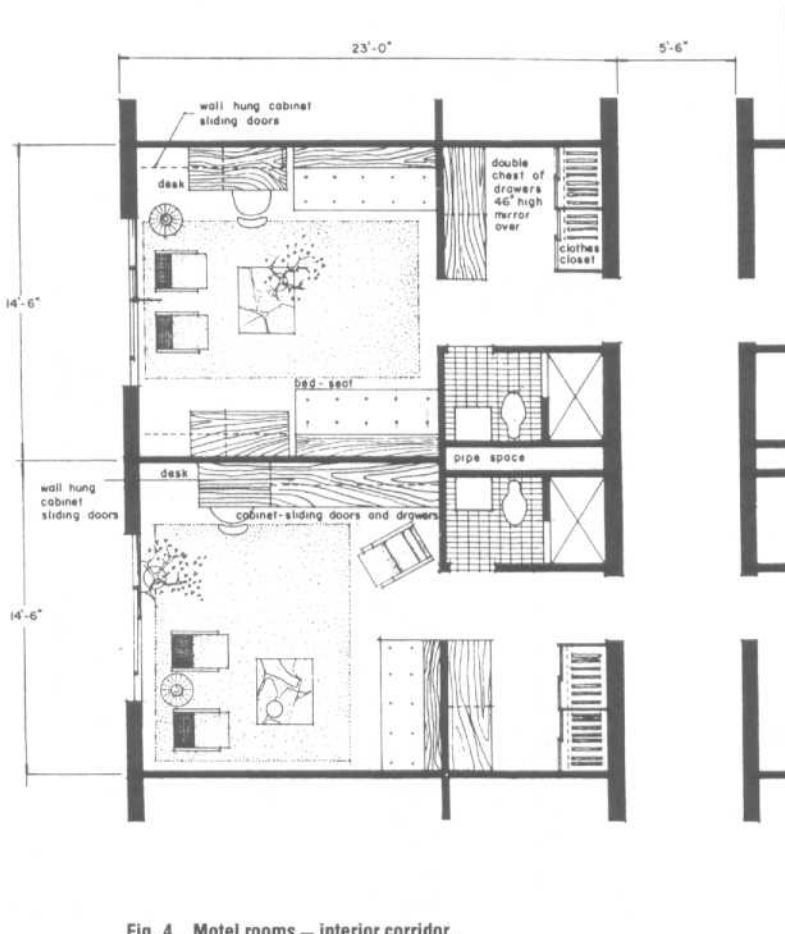 23'-0"
5'-6"
wall hung cabinet
sliding doors
desk
double
chest of
drawers
46" high
mirror
over
clothes
closet
14'-6"
bed-seat
pipe space
desk
wall hung
cabinet
sliding doors
cabinet-sliding doors and drawers
14'-6"
Fig. 4 Motel rooms — interior corridor